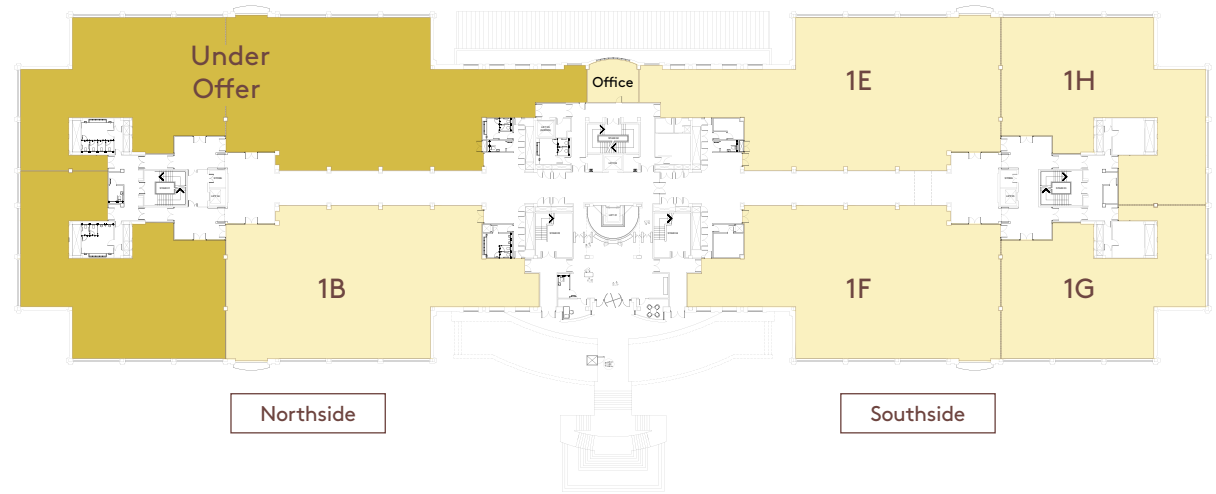 Under
Offer
Office
1E
1H
1B
1F
1G
Northside
Southside